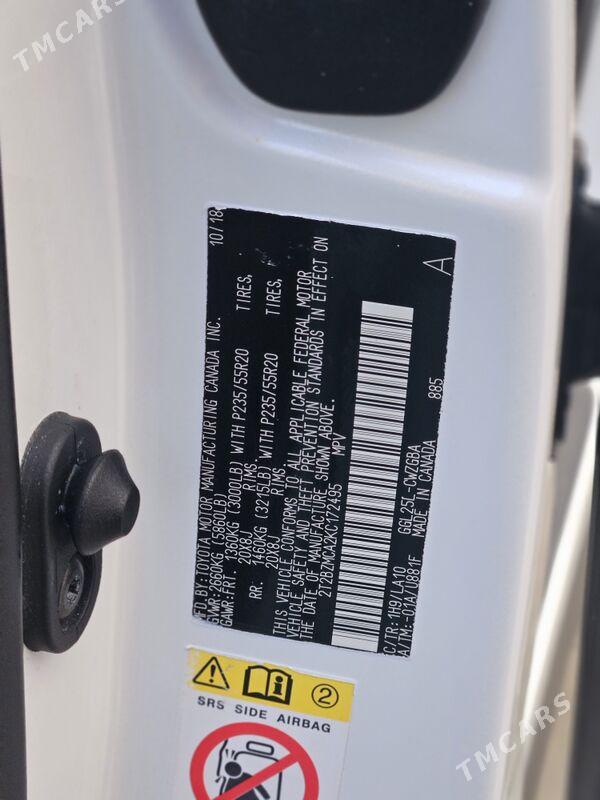 TMCARS
MFD.BY:TOYOTA MOTOR MANUFACTURING CANADA INC. 10/18
GVWR:2660KG(5860LB)
GAWR:FRT. 1360KG(3000LB) WITH P235/55R20 TIRES,
20X8J RIMS,
RR: 1460KG(3215LB) WITH P235/55R20 TIRES,
20X8J RIMS.
THIS VEHICLE CONFORMS TO ALL APPLICABLE FEDERAL MOTOR
VEHICLE SAFETY AND THEFT PREVENTION STANDARDS IN EFFECT ON
THE DATE OF MANUFACTURE SHOWN ABOVE.
2T2BZMCA2KC172495 MPV
C/TR:1H9/LA10 GGL25L-CWZGBA A
A/TM:-01A/U881F MADE IN CANADA 885
2
SRS SIDE AIRBAG
TMCARS